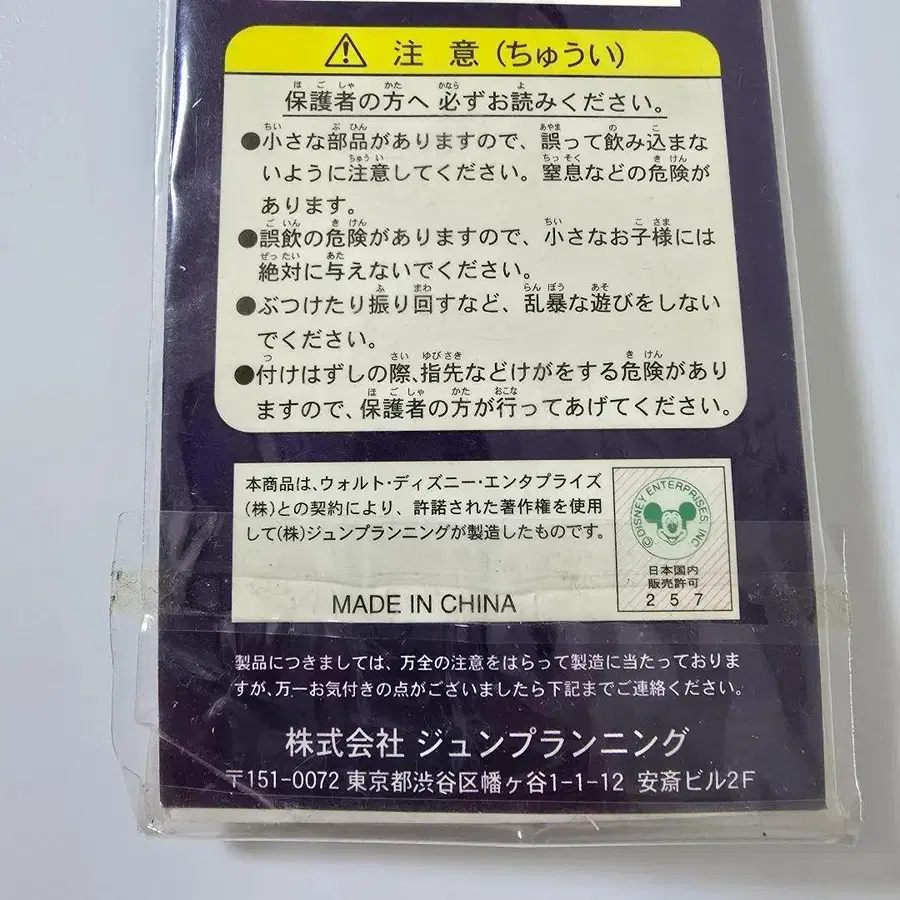 注意(ちゅうい)
保護者の方へ 必ずお読みください。
●小さな部品がありますので、誤って飲み込まな
いように注意してください。窒息などの危険が
あります。
●誤飲の危険がありますので、小さなお子様には
絶対に与えないでください。
●ぶつけたり振り回すなど、乱暴な遊びをしない
でください。
●付けはずしの際、指先などけがをする危険があり
ますので、保護者の方が行ってあげてください。
本商品は、ウォルト・ディズニー・エンタプライズ
(株)との契約により、許諾された著作権を使用
して(株)ジュンプランニングが製造したものです。
MADE IN CHINA
©DISNEY ENTERPRISES INC
日本国内
販売許可
257
製品につきましては、万全の注意をはらって製造に当たっておりま
すが、万一お気付きの点がございましたら下記までご連絡ください。
株式会社 ジュンプランニング
〒151-0072 東京都渋谷区幡ヶ谷1-1-12 安斎ビル2F